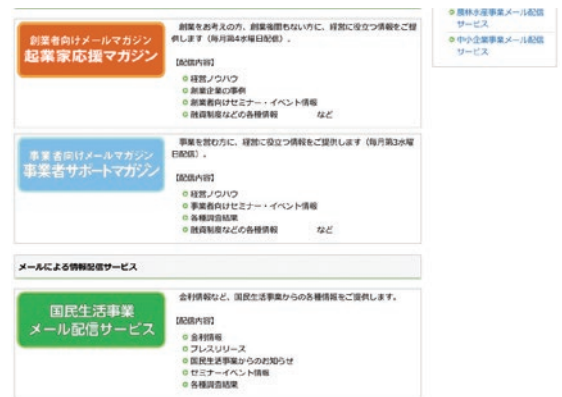 創業者向けメールマガジン
起業家応援マガジン
創業をお考えの方、創業後間もない方に、経営に役立つ情報をご提
供します（毎月第4水曜日配信）.
【配信内容】
経営ノウハウ
創業企業の事例
創業者向けセミナー・イベント情報
融資制度などの各種情報 など
事業者向けメールマガジン
事業者サポートマガジン
事業を営む方に、経営に役立つ情報をご提供します（毎月第3水曜
日配信）.
【配信内容】
経営ノウハウ
事業者向けセミナー・イベント情報
各種調査結果
融資制度などの各種情報 など
メールによる情報配信サービス
国民生活事業
メール配信サービス
金利情報など、国民生活事業からの各種情報をご提供します。
【配信内容】
金利情報
プレスリリース
国民生活事業からのお知らせ
セミナーイベント情報
各種調査結果
農林水産事業メール配信
サービス
中小企業事業メール配信
サービス